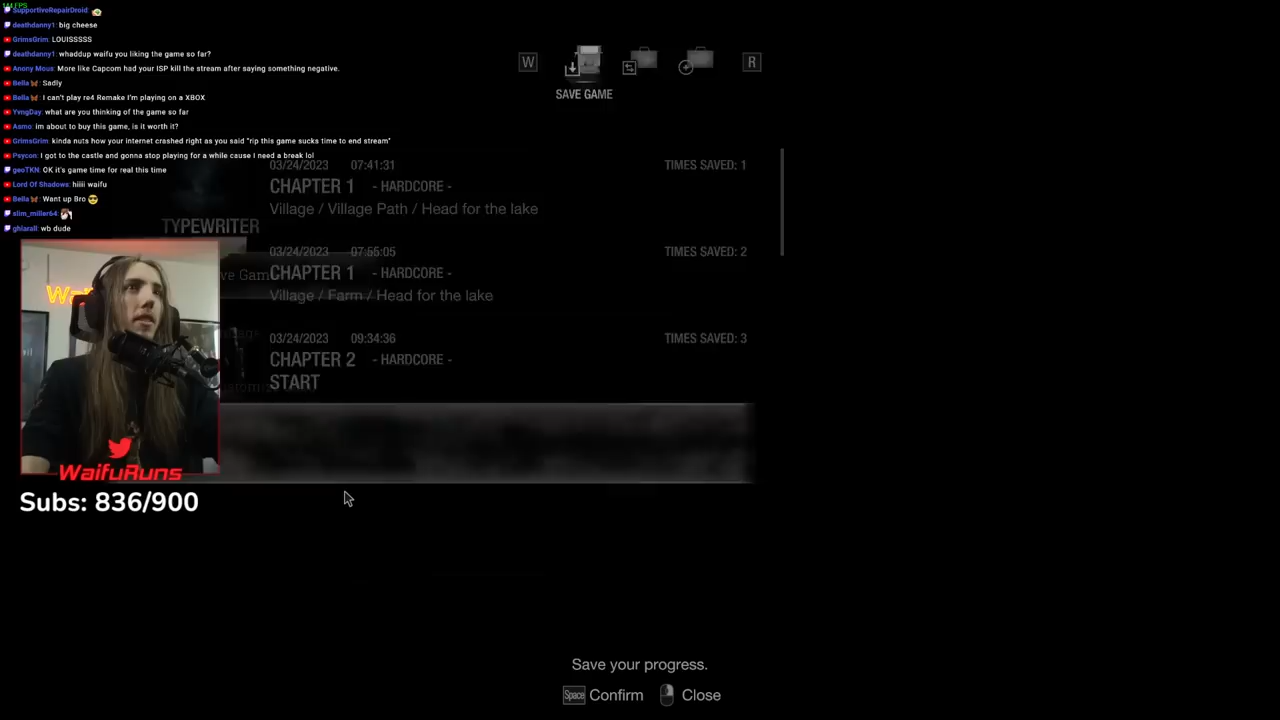 144 FPS
SupportivoRepairDroid:
deathdanny1: big cheese
GrimsGrim: LOUISSSSS
deathdanny1: whaddup waifu you liking the game so far?
Anony Mous: More like Capcom had your ISP kill the stream after saying something negative.
Bella: Sadly
Bella: I can't play re4 Remake I'm playing on a XBOX
YvngDay: what are you thinking of the game so far
Asmo: im about to buy this game, is it worth it?
GrimsGrim: kinda nuts how your internet crashed right as you said "rip this game sucks time to end stream"
Psycon: I got to the castle and gonna stop playing for a while cause I need a break lol
geoTKN: OK it's game time for real this time
Lord Of Shadows: hiiii waifu
Bella: Want up Bro
slim_miller64:
ghiarall: wb dude
W
R
SAVE GAME
03/24/2023 07:41:31 TIMES SAVED: 1
CHAPTER 1 - HARDCORE -
Village / Village Path / Head for the lake
TYPEWRITER
03/24/2023 07:55:05 TIMES SAVED: 2
ve Gam
CHAPTER 1 - HARDCORE -
Village / Farm / Head for the lake
03/24/2023 09:34:36 TIMES SAVED: 3
CHAPTER 2 - HARDCORE -
START
Wai
WaifuRuns
Subs: 836/900
Save your progress.
Space Confirm Close